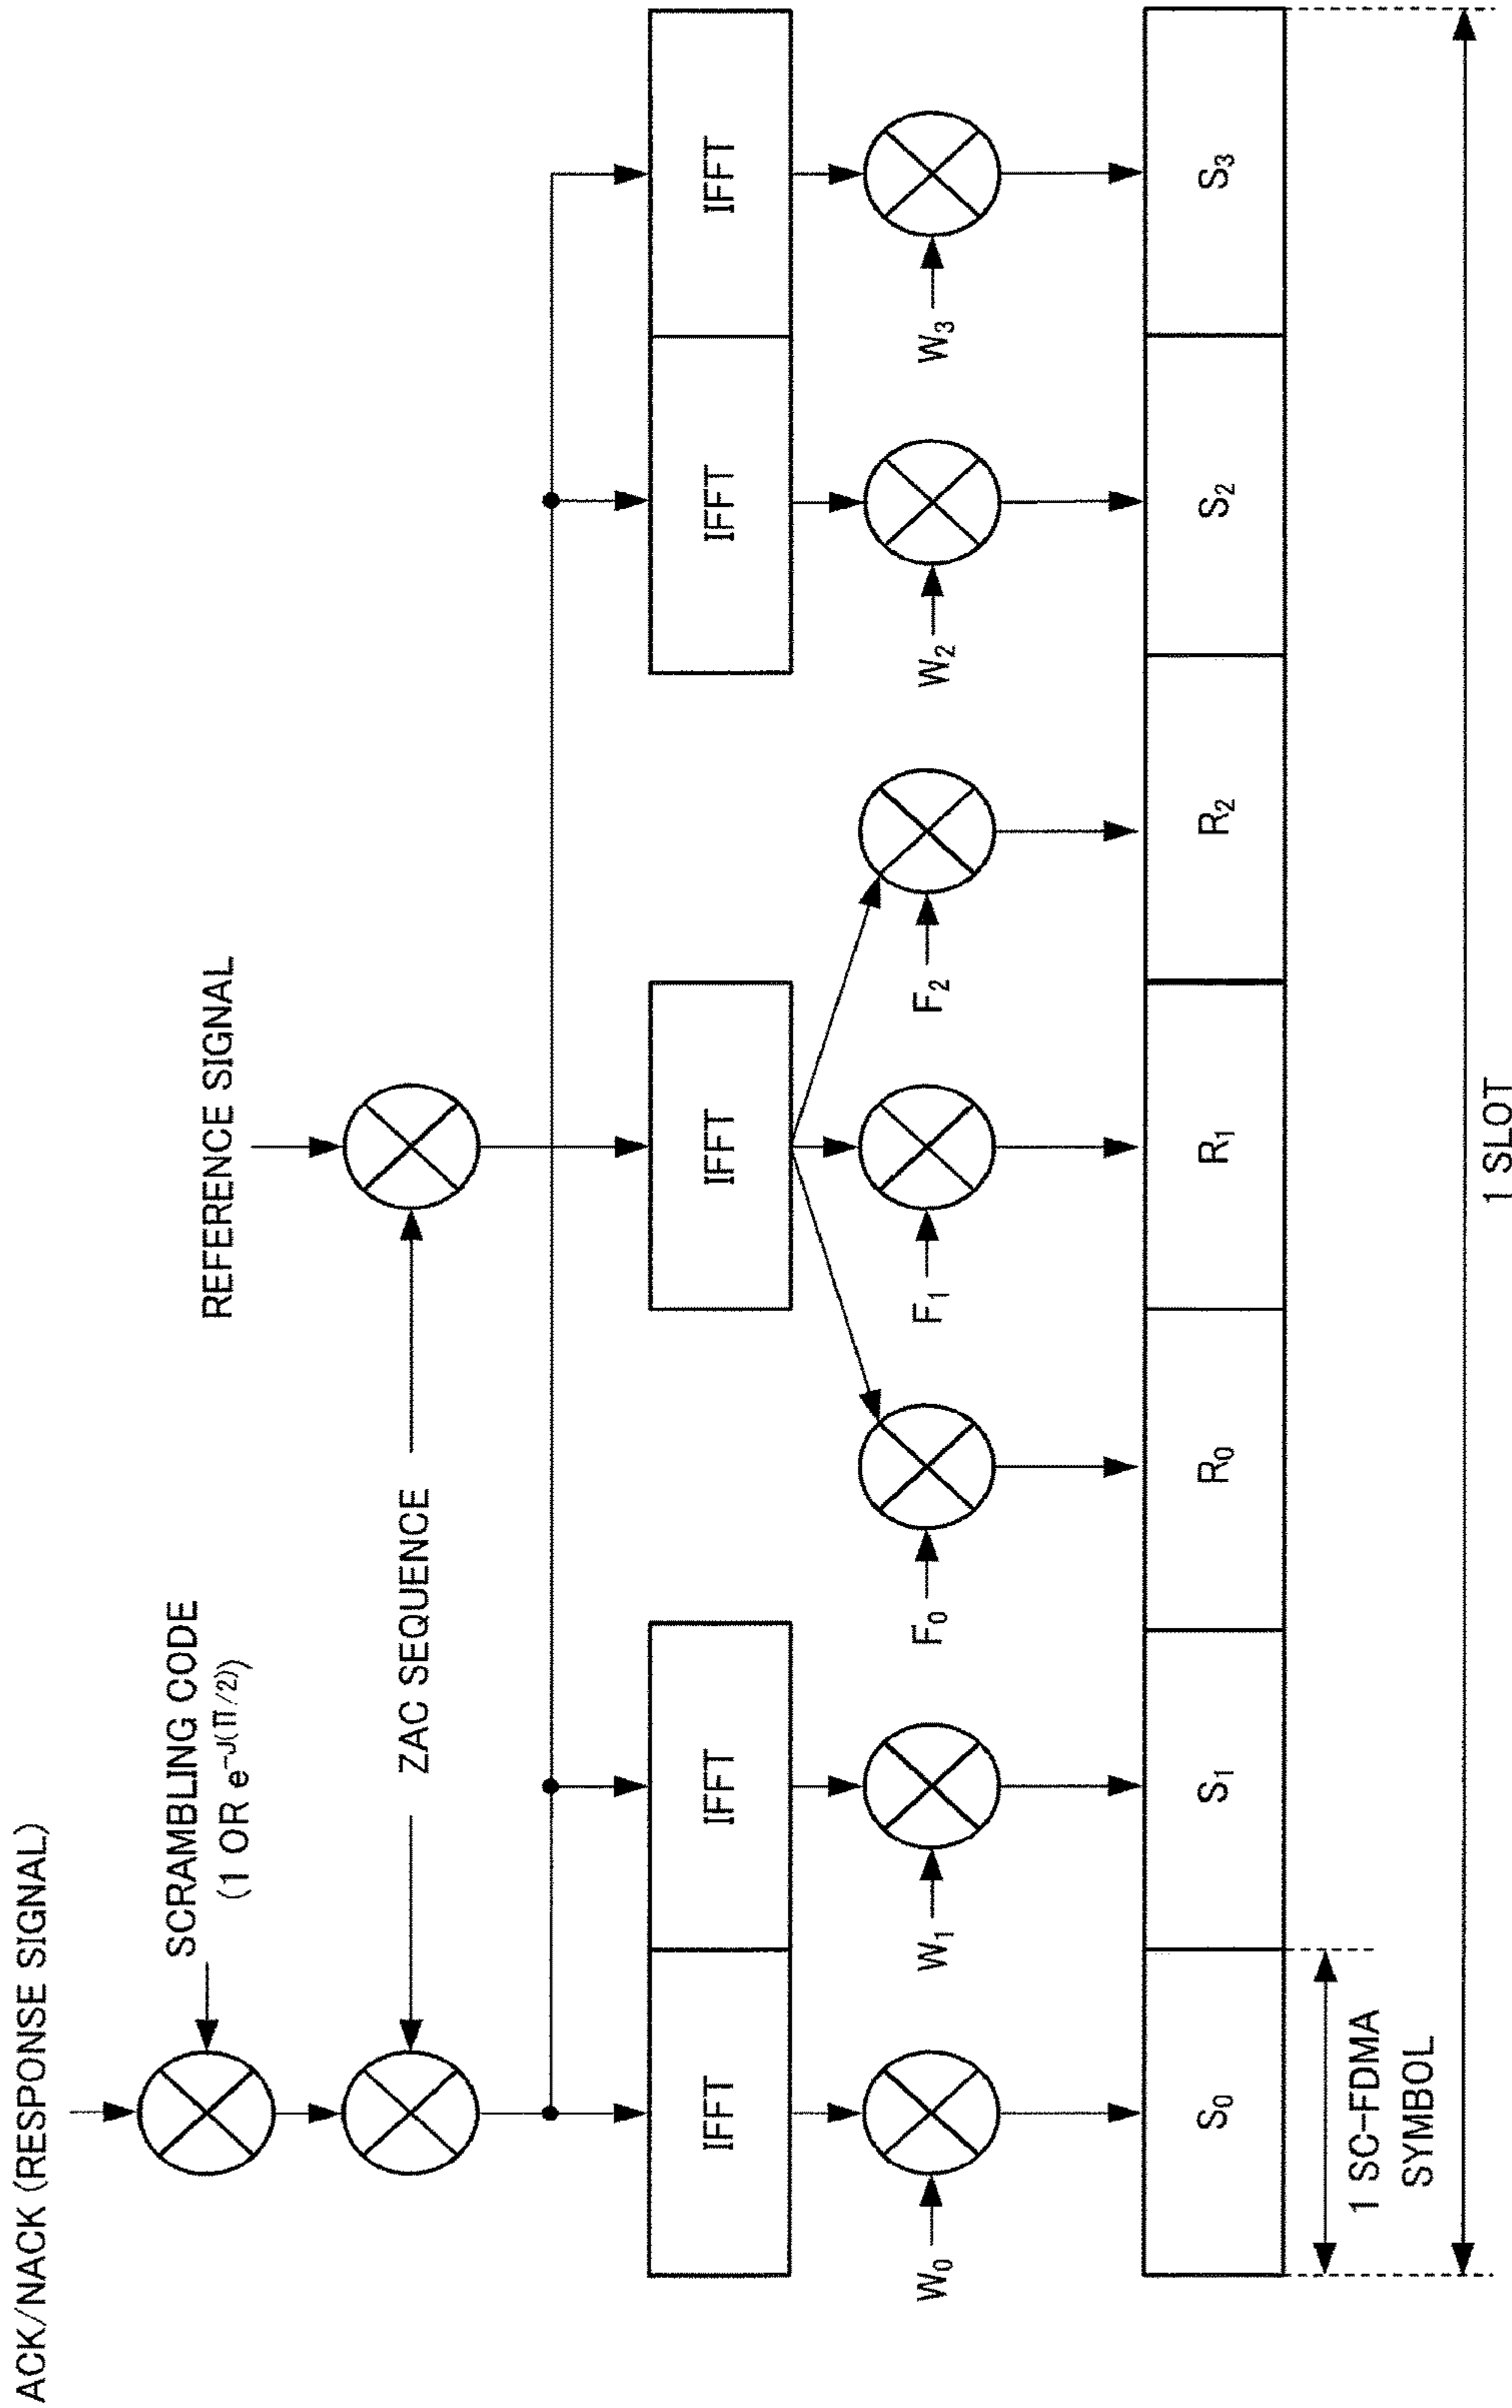 ACK/NACK (RESPONSE SIGNAL)
SCRAMBLING CODE
(1 OR e^-J(π/2))
REFERENCE SIGNAL
ZAC SEQUENCE
IFFT
IFFT
IFFT
IFFT
IFFT
W0
W1
F0
F1
F2
W2
W3
S0
S1
R0
R1
R2
S2
S3
1 SC-FDMA
SYMBOL
1 SLOT